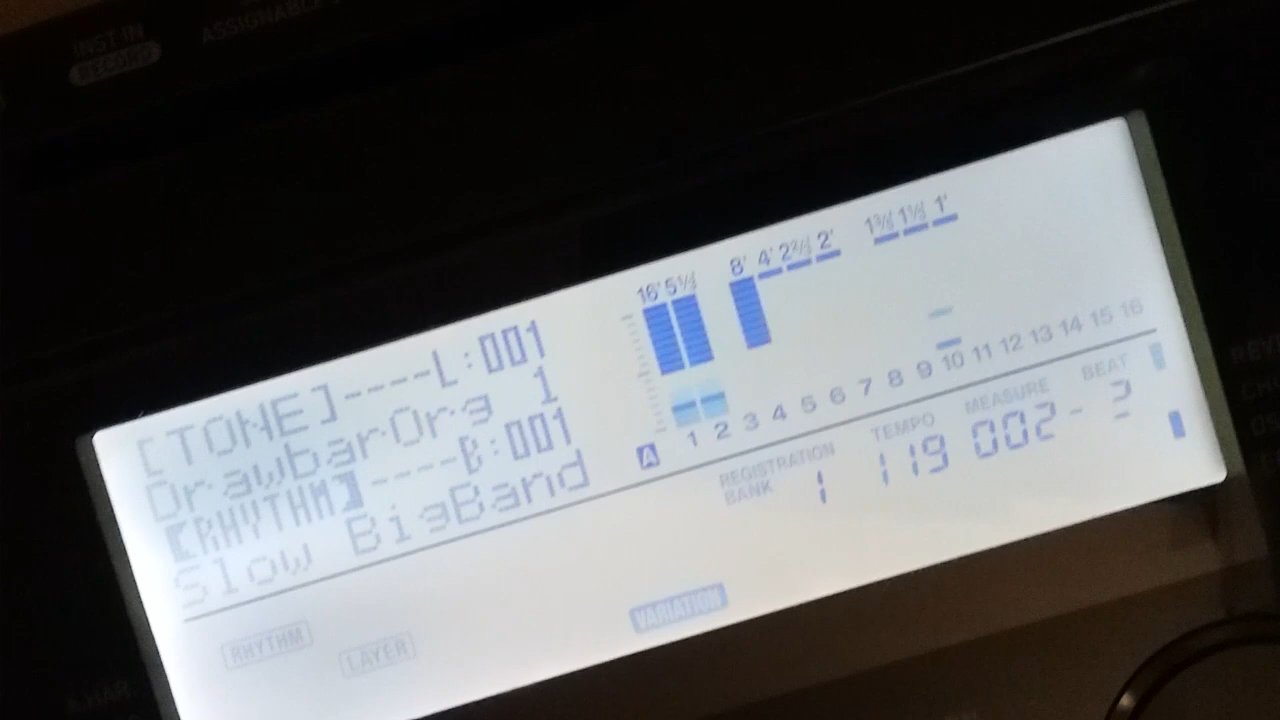 INST IN
RECORD
ASSIGNABLE
[TONE]----L:001
DrawbarOrg 1
[RHYTHM]----B:001
Slow BigBand
16' 5⅓' 8' 4' 2⅔' 2' 1⅗' 1⅓' 1'
A 1 2 3 4 5 6 7 8 9 10 11 12 13 14 15 16
REGISTRATION BANK 1
TEMPO 119
MEASURE 002
BEAT
RHYTHM
LAYER
VARIATION